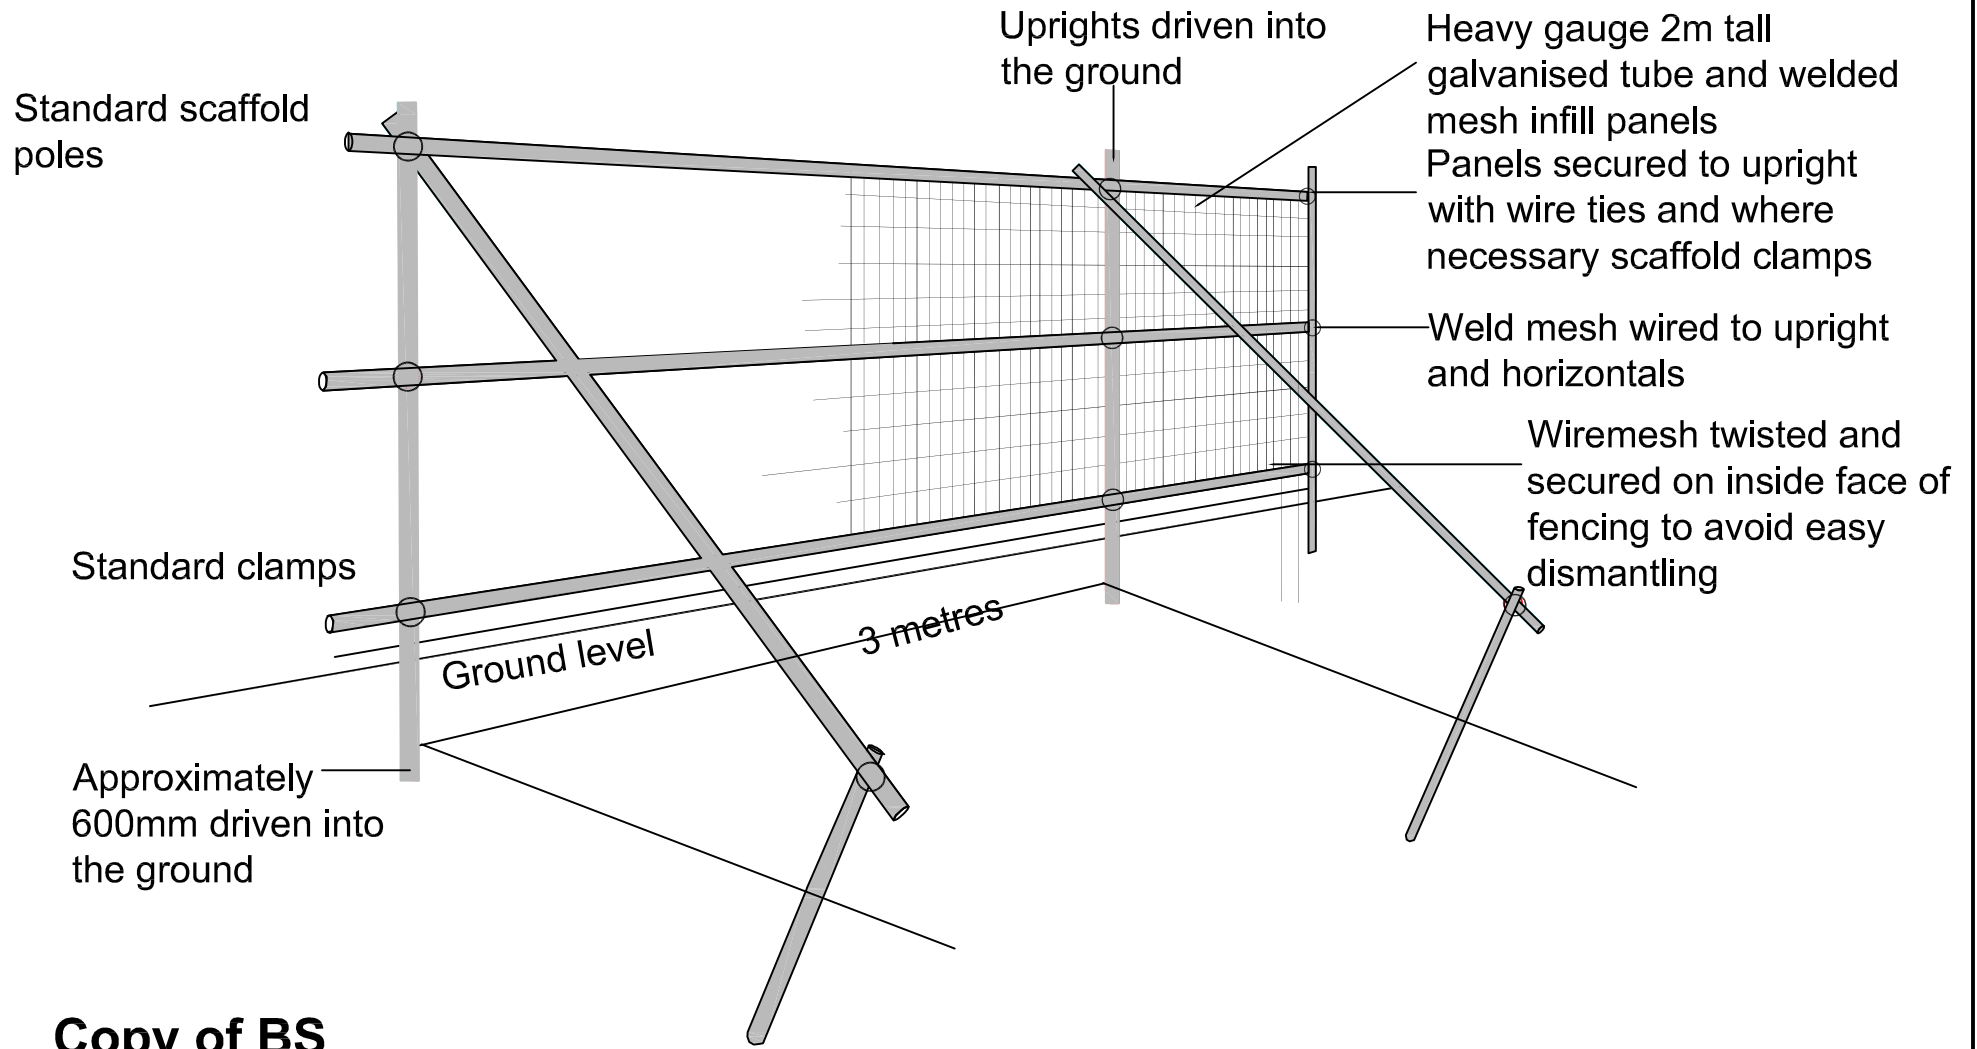 Uprights driven into
the ground
Heavy gauge 2m tall
galvanised tube and welded
mesh infill panels
Standard scaffold
poles
Panels secured to upright
with wire ties and where
necessary scaffold clamps
Weld mesh wired to upright
and horizontals
Wiremesh twisted and
secured on inside face of
fencing to avoid easy
dismantling
Standard clamps
3 metres
Ground level
Approximately
600mm driven into
the ground
Copy of BS